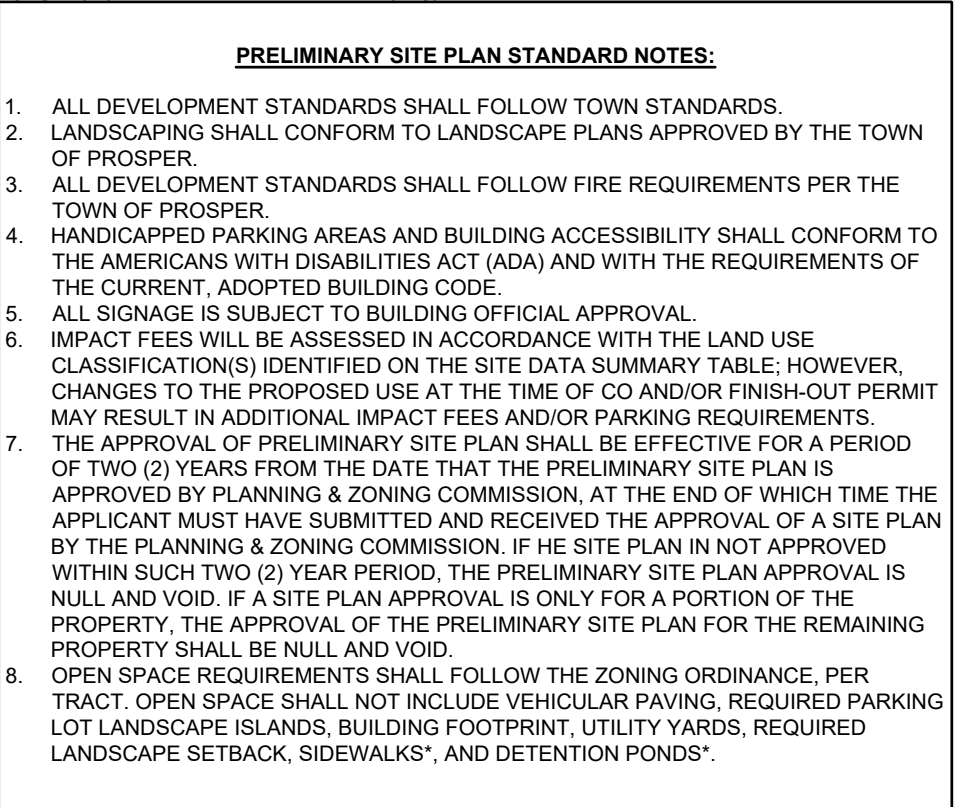 PRELIMINARY SITE PLAN STANDARD NOTES:
1. ALL DEVELOPMENT STANDARDS SHALL FOLLOW TOWN STANDARDS.
2. LANDSCAPING SHALL CONFORM TO LANDSCAPE PLANS APPROVED BY THE TOWN
OF PROSPER.
3. ALL DEVELOPMENT STANDARDS SHALL FOLLOW FIRE REQUIREMENTS PER THE
TOWN OF PROSPER.
4. HANDICAPPED PARKING AREAS AND BUILDING ACCESSIBILITY SHALL CONFORM TO
THE AMERICANS WITH DISABILITIES ACT (ADA) AND WITH THE REQUIREMENTS OF
THE CURRENT, ADOPTED BUILDING CODE.
5. ALL SIGNAGE IS SUBJECT TO BUILDING OFFICIAL APPROVAL.
6. IMPACT FEES WILL BE ASSESSED IN ACCORDANCE WITH THE LAND USE
CLASSIFICATION(S) IDENTIFIED ON THE SITE DATA SUMMARY TABLE; HOWEVER,
CHANGES TO THE PROPOSED USE AT THE TIME OF CO AND/OR FINISH-OUT PERMIT
MAY RESULT IN ADDITIONAL IMPACT FEES AND/OR PARKING REQUIREMENTS.
7. THE APPROVAL OF PRELIMINARY SITE PLAN SHALL BE EFFECTIVE FOR A PERIOD
OF TWO (2) YEARS FROM THE DATE THAT THE PRELIMINARY SITE PLAN IS
APPROVED BY PLANNING & ZONING COMMISSION, AT THE END OF WHICH TIME THE
APPLICANT MUST HAVE SUBMITTED AND RECEIVED THE APPROVAL OF A SITE PLAN
BY THE PLANNING & ZONING COMMISSION. IF HE SITE PLAN IN NOT APPROVED
WITHIN SUCH TWO (2) YEAR PERIOD, THE PRELIMINARY SITE PLAN APPROVAL IS
NULL AND VOID. IF A SITE PLAN APPROVAL IS ONLY FOR A PORTION OF THE
PROPERTY, THE APPROVAL OF THE PRELIMINARY SITE PLAN FOR THE REMAINING
PROPERTY SHALL BE NULL AND VOID.
8. OPEN SPACE REQUIREMENTS SHALL FOLLOW THE ZONING ORDINANCE, PER
TRACT. OPEN SPACE SHALL NOT INCLUDE VEHICULAR PAVING, REQUIRED PARKING
LOT LANDSCAPE ISLANDS, BUILDING FOOTPRINT, UTILITY YARDS, REQUIRED
LANDSCAPE SETBACK, SIDEWALKS*, AND DETENTION PONDS*.